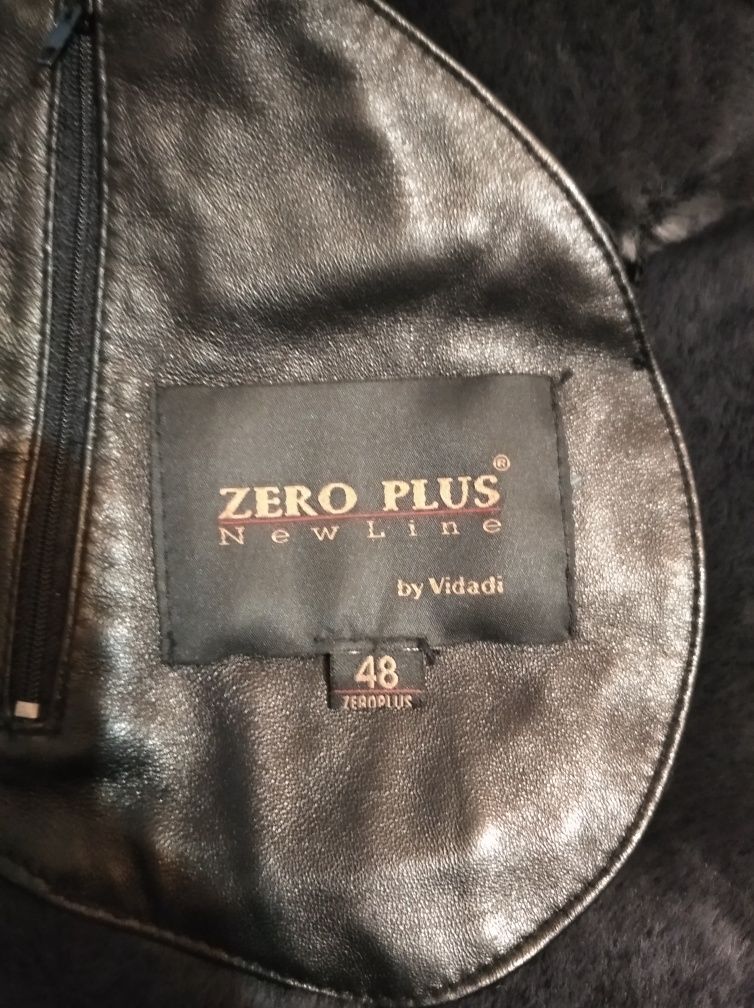 ZERO PLUS®
NewLine
by Vidadi
48
ZEROPLUS